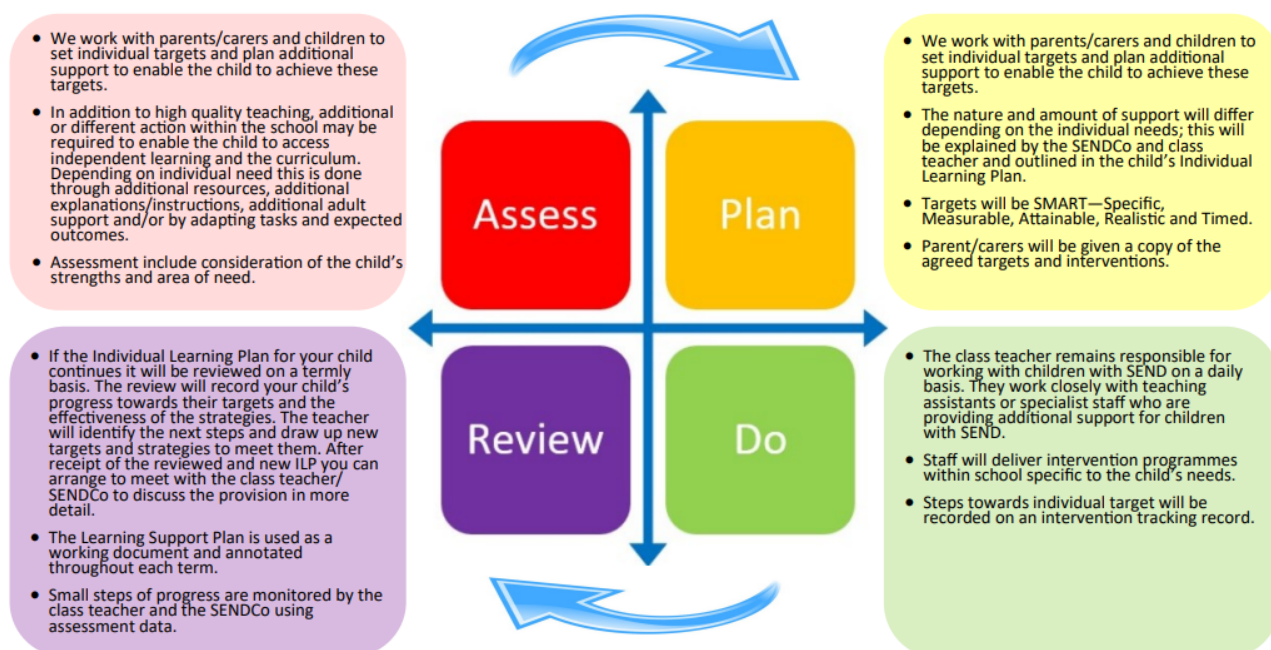 • We work with parents/carers and children to
set individual targets and plan additional
support to enable the child to achieve these
targets.
• In addition to high quality teaching, additional
or different action within the school may be
required to enable the child to access
independent learning and the curriculum.
Depending on individual need this is done
through additional resources, additional
explanations/instructions, additional adult
support and/or by adapting tasks and expected
outcomes.
• Assessment include consideration of the child's
strengths and area of need.
Assess
Plan
• We work with parents/carers and children to
set individual targets and plan additional
support to enable the child to achieve these
targets.
• The nature and amount of support will differ
depending on the individual needs; this will
be explained by the SENDCo and class
teacher and outlined in the child's Individual
Learning Plan.
• Targets will be SMART—Specific,
Measurable, Attainable, Realistic and Timed.
• Parent/carers will be given a copy of the
agreed targets and interventions.
• If the Individual Learning Plan for your child
continues it will be reviewed on a termly
basis. The review will record your child's
progress towards their targets and the
effectiveness of the strategies. The teacher
will identify the next steps and draw up new
targets and strategies to meet them. After
receipt of the reviewed and new ILP you can
arrange to meet with the class teacher/
SENDCo to discuss the provision in more
detail.
• The Learning Support Plan is used as a
working document and annotated
throughout each term.
• Small steps of progress are monitored by the
class teacher and the SENDCo using
assessment data.
Review
Do
• The class teacher remains responsible for
working with children with SEND on a daily
basis. They work closely with teaching
assistants or specialist staff who are
providing additional support for children
with SEND.
• Staff will deliver intervention programmes
within school specific to the child's needs.
• Steps towards individual target will be
recorded on an intervention tracking record.